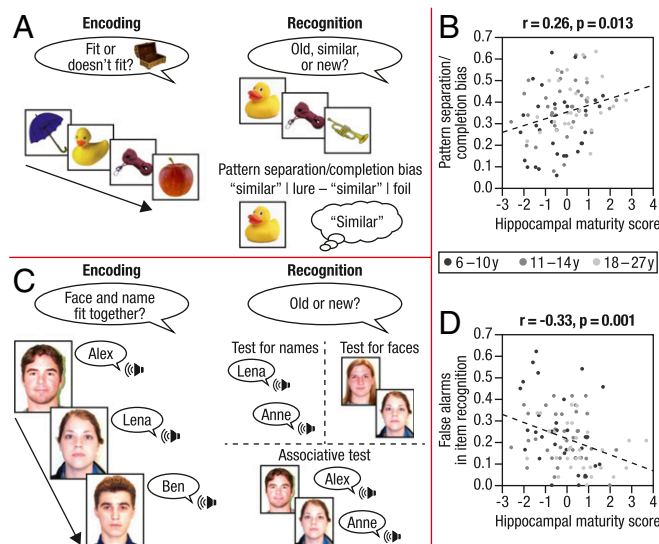 A
Encoding
Fit or
doesn't fit?
Recognition
Old, similar,
or new?
Pattern separation/completion bias
"similar" | lure – "similar" | foil
"Similar"
B
r = 0.26, p = 0.013
Pattern separation/
completion bias
0.7
0.6
0.5
0.4
0.3
0.2
0.1
0.0
-3 -2 -1 0 1 2 3 4
Hippocampal maturity score
6–10y 11–14y 18–27y
C
Encoding
Face and name
fit together?
Alex
Lena
Ben
Recognition
Old or new?
Test for names
Test for faces
Lena
Anne
Associative test
Alex
Anne
D
r = -0.33, p = 0.001
False alarms
in item recognition
0.7
0.6
0.5
0.4
0.3
0.2
0.1
0.0
-3 -2 -1 0 1 2 3 4
Hippocampal maturity score